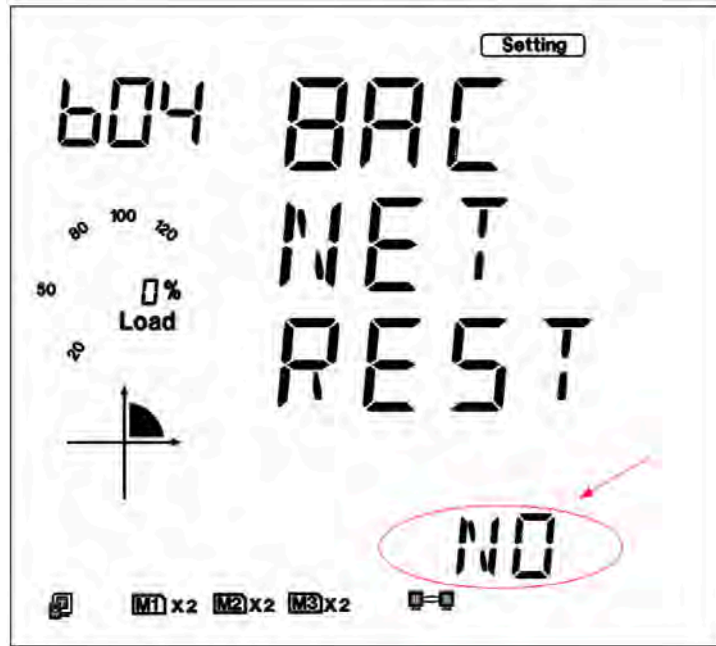 Setting
b04 BAC
NET
REST
80 100 120
50 0%
Load
20
NO
M1 X2 M2 X2 M3 X2